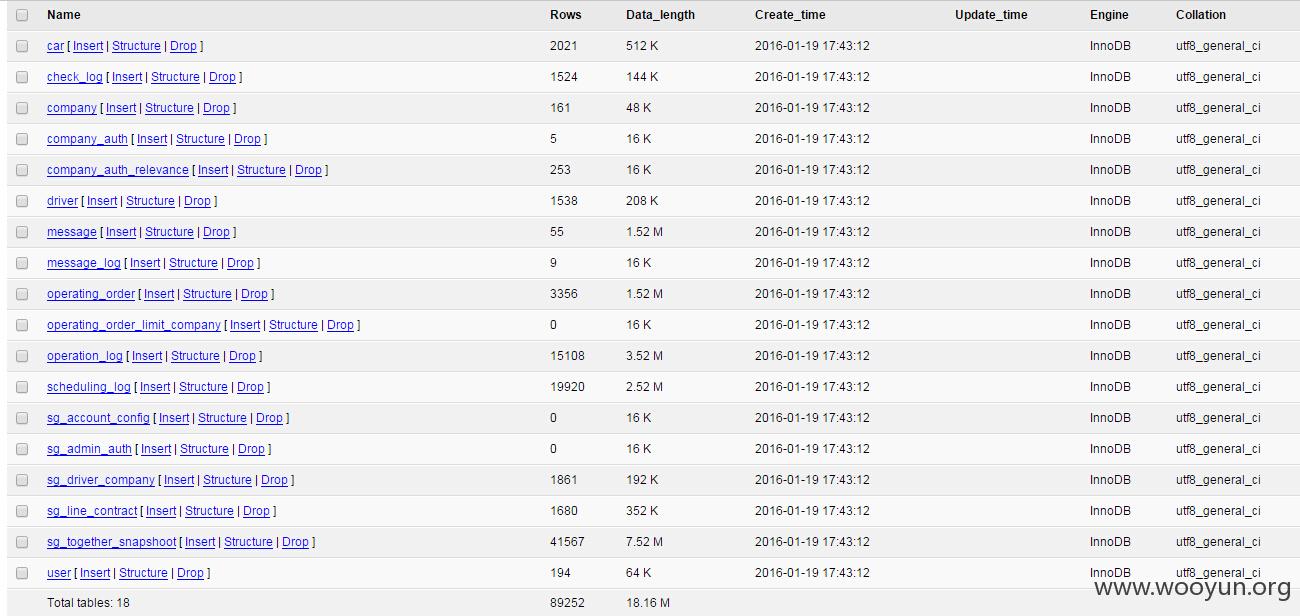 Name Rows Data_length Create_time Update_time Engine Collation
car [ Insert | Structure | Drop ] 2021 512 K 2016-01-19 17:43:12 InnoDB utf8_general_ci
check_log [ Insert | Structure | Drop ] 1524 144 K 2016-01-19 17:43:12 InnoDB utf8_general_ci
company [ Insert | Structure | Drop ] 161 48 K 2016-01-19 17:43:12 InnoDB utf8_general_ci
company_auth [ Insert | Structure | Drop ] 5 16 K 2016-01-19 17:43:12 InnoDB utf8_general_ci
company_auth_relevance [ Insert | Structure | Drop ] 253 16 K 2016-01-19 17:43:12 InnoDB utf8_general_ci
driver [ Insert | Structure | Drop ] 1538 208 K 2016-01-19 17:43:12 InnoDB utf8_general_ci
message [ Insert | Structure | Drop ] 55 1.52 M 2016-01-19 17:43:12 InnoDB utf8_general_ci
message_log [ Insert | Structure | Drop ] 9 16 K 2016-01-19 17:43:12 InnoDB utf8_general_ci
operating_order [ Insert | Structure | Drop ] 3356 1.52 M 2016-01-19 17:43:12 InnoDB utf8_general_ci
operating_order_limit_company [ Insert | Structure | Drop ] 0 16 K 2016-01-19 17:43:12 InnoDB utf8_general_ci
operation_log [ Insert | Structure | Drop ] 15108 3.52 M 2016-01-19 17:43:12 InnoDB utf8_general_ci
scheduling_log [ Insert | Structure | Drop ] 19920 2.52 M 2016-01-19 17:43:12 InnoDB utf8_general_ci
sg_account_config [ Insert | Structure | Drop ] 0 16 K 2016-01-19 17:43:12 InnoDB utf8_general_ci
sg_admin_auth [ Insert | Structure | Drop ] 0 16 K 2016-01-19 17:43:12 InnoDB utf8_general_ci
sg_driver_company [ Insert | Structure | Drop ] 1861 192 K 2016-01-19 17:43:12 InnoDB utf8_general_ci
sg_line_contract [ Insert | Structure | Drop ] 1680 352 K 2016-01-19 17:43:12 InnoDB utf8_general_ci
sg_together_snapshoot [ Insert | Structure | Drop ] 41567 7.52 M 2016-01-19 17:43:12 InnoDB utf8_general_ci
user [ Insert | Structure | Drop ] 194 64 K 2016-01-19 17:43:12 InnoDB utf8_general_ci
www.wooyun.org
Total tables: 18 89252 18.16 M